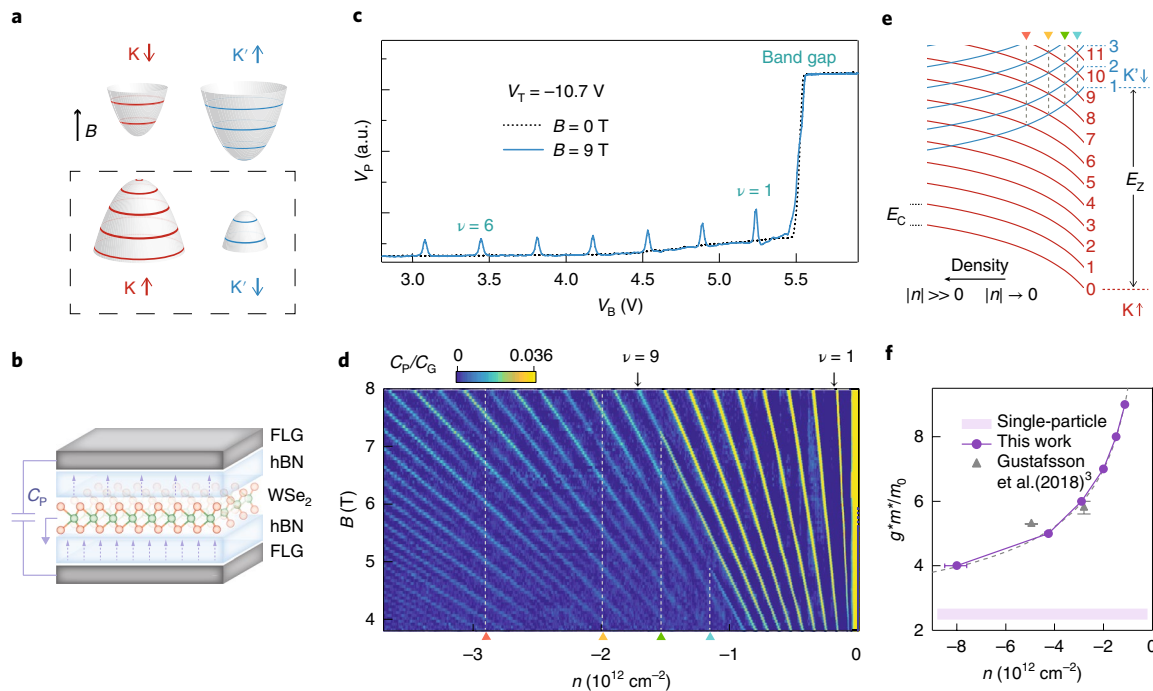 a
K↓
K′↑
B
K↑
K′↓
b
FLG
hBN
WSe₂
hBN
FLG
C_P
c
Band gap
V_T = −10.7 V
B = 0 T
B = 9 T
ν = 1
ν = 6
V_P (a.u.)
3.0
3.5
4.0
4.5
5.0
5.5
V_B (V)
d
C_P/C_G
0
0.036
ν = 9
ν = 1
8
7
6
5
4
B (T)
−3
−2
−1
0
n (10¹² cm⁻²)
e
3
11
2
10
K′↓
1
9
8
7
6
5
4
3
2
1
0
E_Z
E_C
Density
|n| >> 0
|n| → 0
K↑
f
Single-particle
This work
Gustafsson
et al.(2018)³
g*m*/m₀
8
6
4
2
−8
−6
−4
−2
0
n (10¹² cm⁻²)